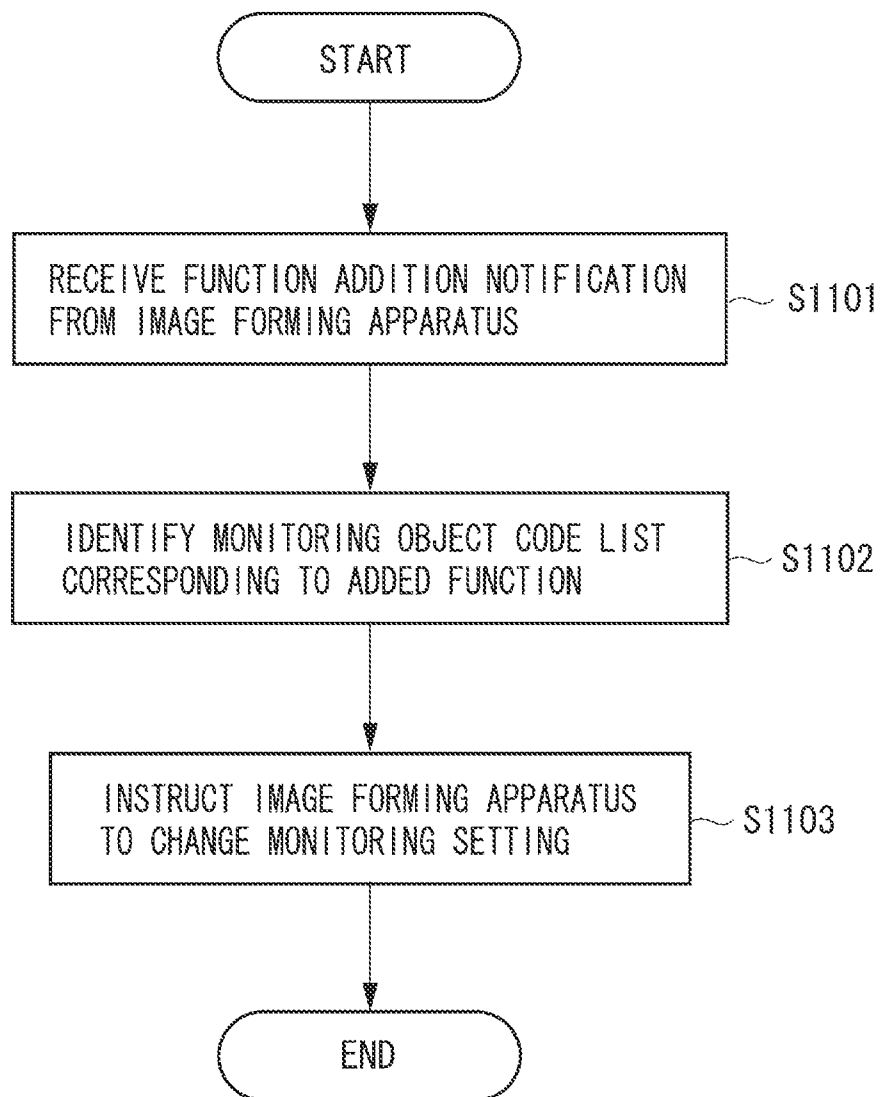 START
RECEIVE FUNCTION ADDITION NOTIFICATION
FROM IMAGE FORMING APPARATUS
S1101
IDENTIFY MONITORING OBJECT CODE LIST
CORRESPONDING TO ADDED FUNCTION
S1102
INSTRUCT IMAGE FORMING APPARATUS
TO CHANGE MONITORING SETTING
S1103
END